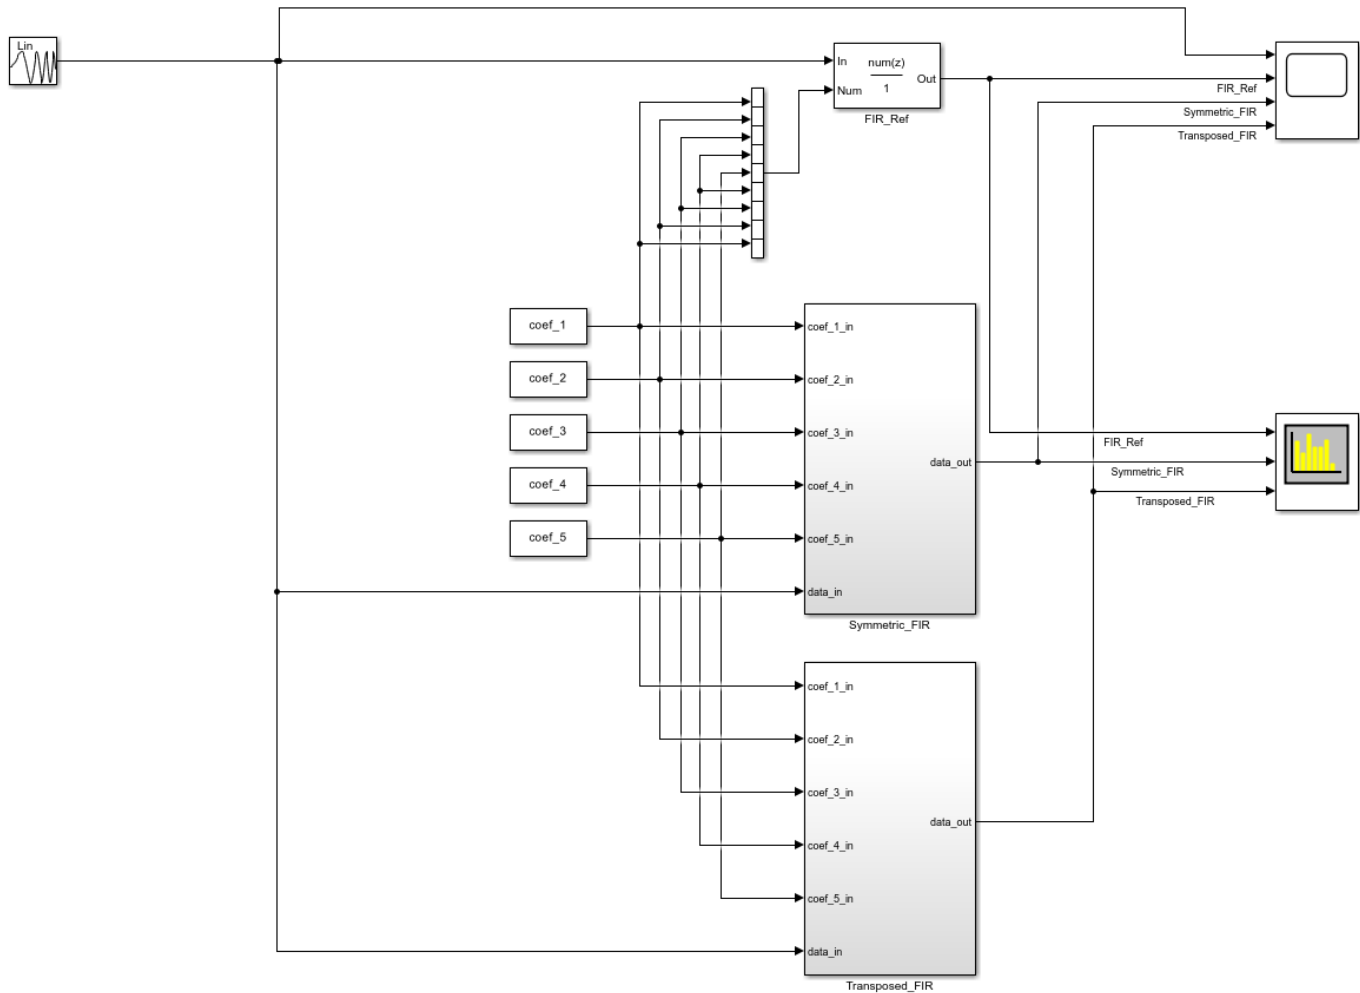 Lin
In
num(z)
1
Out
Num
FIR_Ref
FIR_Ref
Symmetric_FIR
Transposed_FIR
coef_1
coef_2
coef_3
coef_4
coef_5
coef_1_in
coef_2_in
coef_3_in
coef_4_in
coef_5_in
data_in
data_out
Symmetric_FIR
FIR_Ref
Symmetric_FIR
Transposed_FIR
coef_1_in
coef_2_in
coef_3_in
coef_4_in
coef_5_in
data_in
data_out
Transposed_FIR